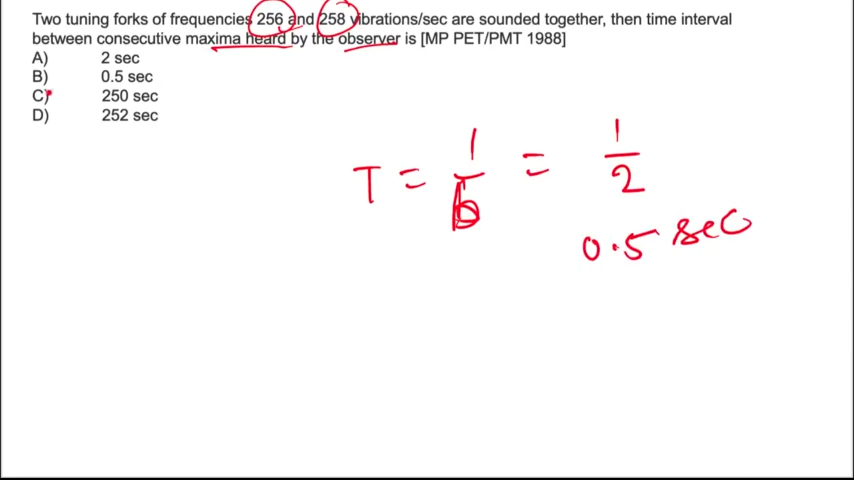 Two tuning forks of frequencies 256 and 258 vibrations/sec are sounded together, then time interval
between consecutive maxima heard by the observer is [MP PET/PMT 1988]
A) 2 sec
B) 0.5 sec
C) 250 sec
D) 252 sec
T = 1/b = 1/2
0.5 sec